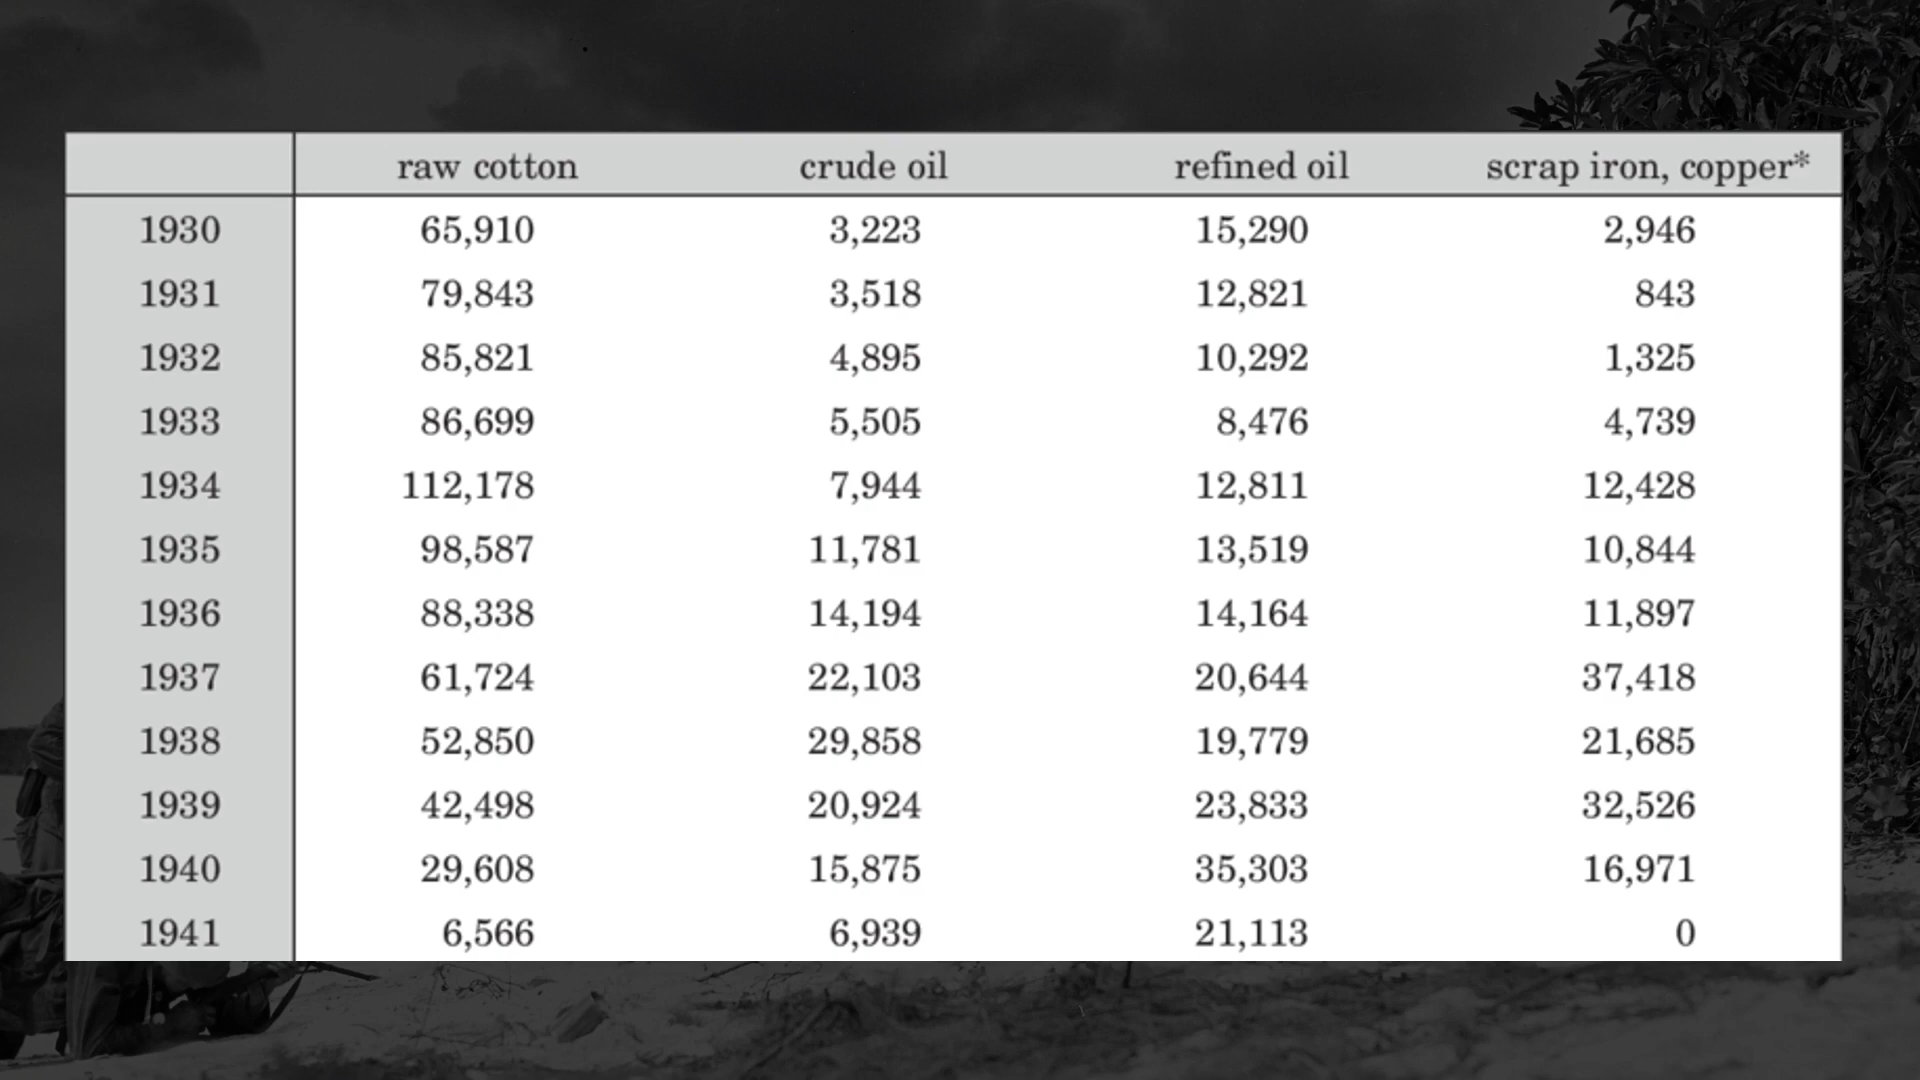 raw cotton crude oil refined oil scrap iron, copper*
1930 65,910 3,223 15,290 2,946
1931 79,843 3,518 12,821 843
1932 85,821 4,895 10,292 1,325
1933 86,699 5,505 8,476 4,739
1934 112,178 7,944 12,811 12,428
1935 98,587 11,781 13,519 10,844
1936 88,338 14,194 14,164 11,897
1937 61,724 22,103 20,644 37,418
1938 52,850 29,858 19,779 21,685
1939 42,498 20,924 23,833 32,526
1940 29,608 15,875 35,303 16,971
1941 6,566 6,939 21,113 0